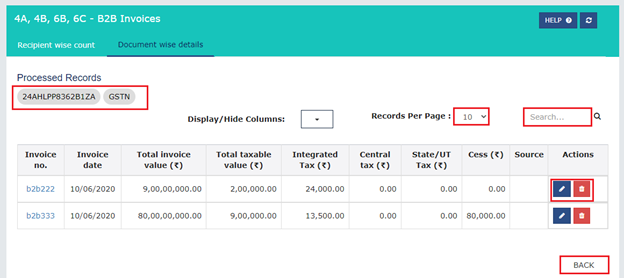 4A, 4B, 6B, 6C - B2B Invoices
HELP ?
Recipient wise count Document wise details
Processed Records
24AHLPP8362B1ZA GSTN
Display/Hide Columns: Records Per Page : 10 Search...
Invoice no. Invoice date Total invoice value (₹) Total taxable value (₹) Integrated Tax (₹) Central tax (₹) State/UT Tax (₹) Cess (₹) Source Actions
b2b222 10/06/2020 9,00,00,000.00 2,00,000.00 24,000.00 0.00 0.00 0.00
b2b333 10/06/2020 80,00,00,000.00 9,00,000.00 13,500.00 0.00 0.00 80,000.00
BACK